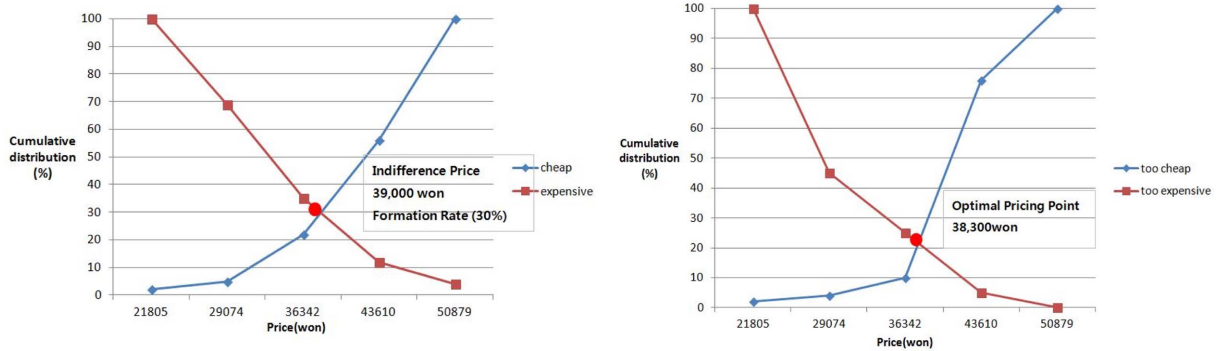 100
90
80
70
60
50
40
30
20
10
0
Cumulative
distribution
(%)
21805 29074 36342 43610 50879
Price(won)
Indifference Price
39,000 won
Formation Rate (30%)
cheap
expensive
100
90
80
70
60
50
40
30
20
10
0
Cumulative
distribution
(%)
21805 29074 36342 43610 50879
Price(won)
Optimal Pricing Point
38,300won
too cheap
too expensive